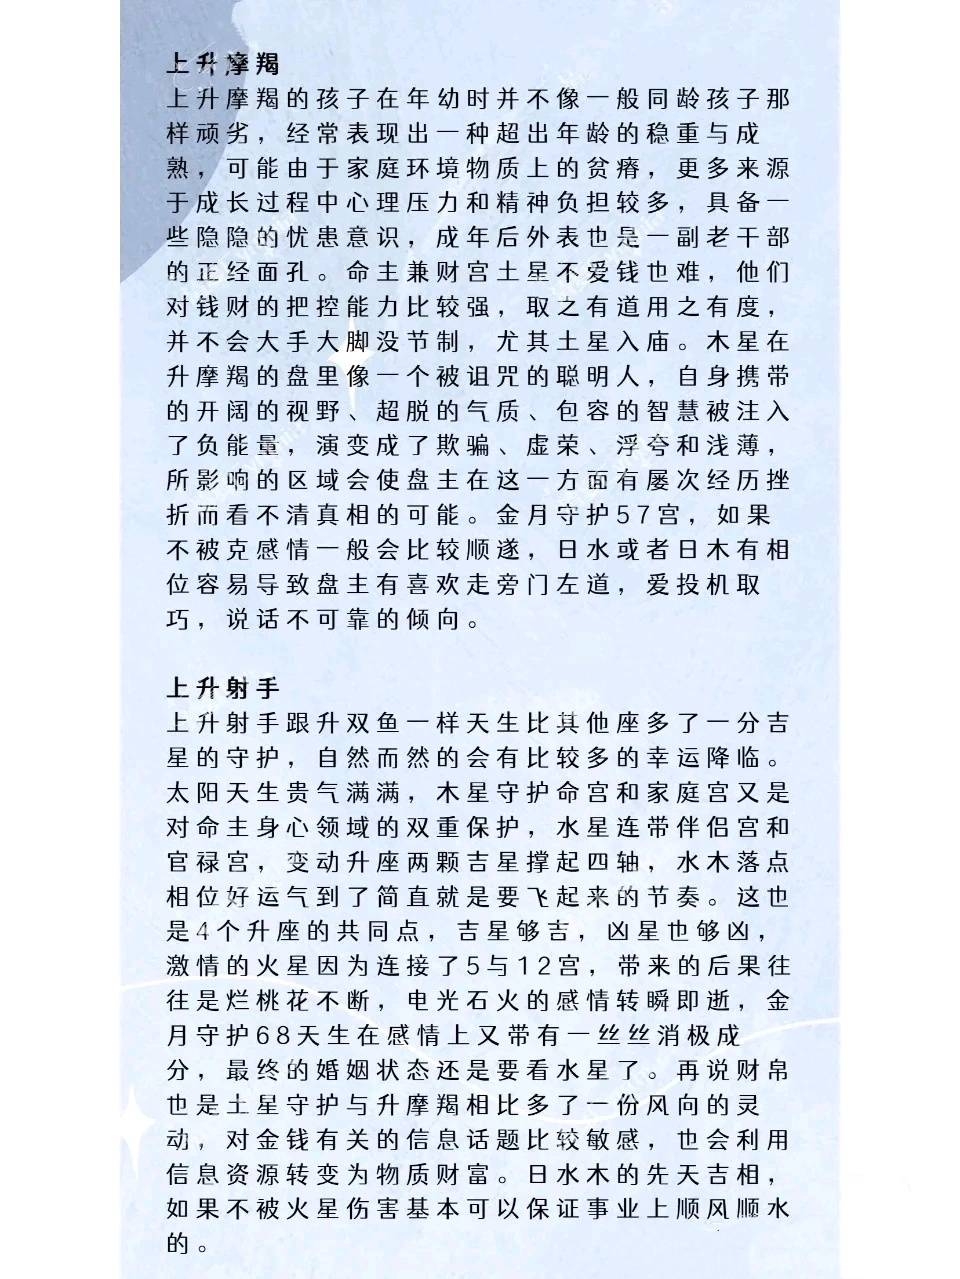 上升摩羯
上升摩羯的孩子在年幼时并不像一般同龄孩子那
样顽劣，经常表现出一种超出年龄的稳重与成
熟，可能由于家庭环境物质上的贫瘠，更多来源
于成长过程中心理压力和精神负担较多，具备一
些隐隐的忧患意识，成年后外表也是一副老干部
的正经面孔。命主兼财宫土星不爱钱也难，他们
对钱财的把控能力比较强，取之有道用之有度，
并不会大手大脚没节制，尤其土星入庙。木星在
升摩羯的盘里像一个被诅咒的聪明人，自身携带
的开阔的视野、超脱的气质、包容的智慧被注入
了负能量，演变成了欺骗、虚荣、浮夸和浅薄，
所影响的区域会使盘主在这一方面有屡次经历挫
折而看不清真相的可能。金月守护57宫，如果
不被克感情一般会比较顺遂，日水或者日木有相
位容易导致盘主有喜欢走旁门左道，爱投机取
巧，说话不可靠的倾向。
上升射手
上升射手跟升双鱼一样天生比其他座多了一分吉
星的守护，自然而然的会有比较多的幸运降临。
太阳天生贵气满满，木星守护命宫和家庭宫又是
对命主身心领域的双重保护，水星连带伴侣宫和
官禄宫，变动升座两颗吉星撑起四轴，水木落点
相位好运气到了简直就是要飞起来的节奏。这也
是4个升座的共同点，吉星够吉，凶星也够凶，
激情的火星因为连接了5与12宫，带来的后果往
往是烂桃花不断，电光石火的感情转瞬即逝，金
月守护68天生在感情上又带有一丝丝消极成
分，最终的婚姻状态还是要看水星了。再说财帛
也是土星守护与升摩羯相比多了一份风向的灵
动，对金钱有关的信息话题比较敏感，也会利用
信息资源转变为物质财富。日水木的先天吉相，
如果不被火星伤害基本可以保证事业上顺风顺水
的。